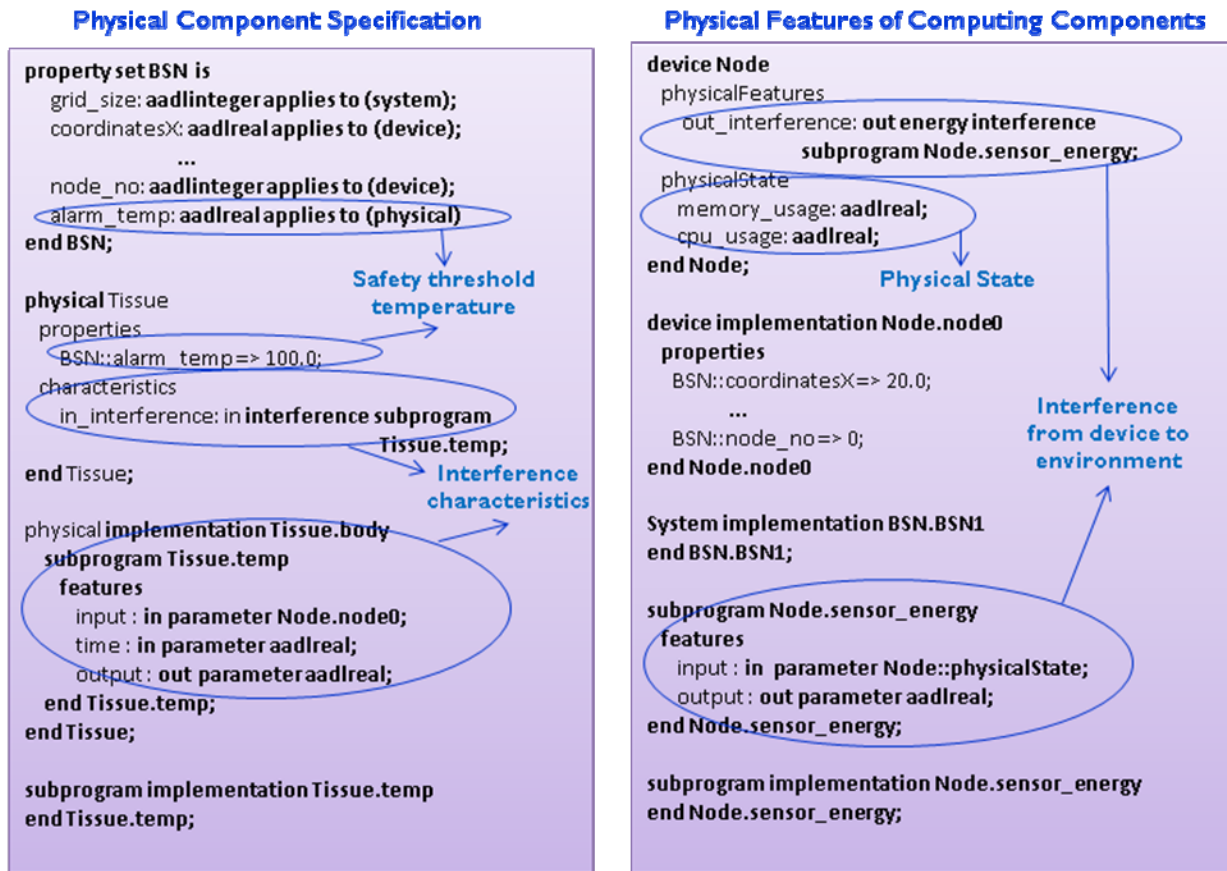 Physical Component Specification
property set BSN is
grid_size: aadlinteger applies to (system);
coordinatesX: aadlreal applies to (device);
...
node_no: aadlinteger applies to (device);
alarm_temp: aadlreal applies to (physical)
end BSN;
Safety threshold
temperature
physical Tissue
properties
BSN::alarm_temp=> 100.0;
characteristics
in_interference: in interference subprogram
Tissue.temp;
end Tissue;
Interference
characteristics
physical implementation Tissue.body
subprogram Tissue.temp
features
input : in parameter Node.node0;
time : in parameter aadlreal;
output : out parameter aadlreal;
end Tissue.temp;
end Tissue;
subprogram implementation Tissue.temp
end Tissue.temp;
Physical Features of Computing Components
device Node
physicalFeatures
out_interference: out energy interference
subprogram Node.sensor_energy;
physicalState
memory_usage: aadlreal;
cpu_usage: aadlreal;
end Node;
Physical State
device implementation Node.node0
properties
BSN::coordinatesX=> 20.0;
...
BSN::node_no=> 0;
end Node.node0
Interference
from device to
environment
System implementation BSN.BSN1
end BSN.BSN1;
subprogram Node.sensor_energy
features
input : in parameter Node::physicalState;
output : out parameter aadlreal;
end Node.sensor_energy;
subprogram implementation Node.sensor_energy
end Node.sensor_energy;